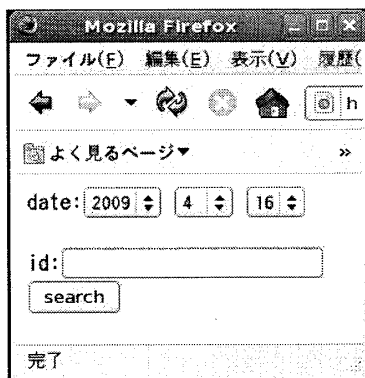 Mozilla Firefox
ファイル(F) 編集(E) 表示(V) 履歴(
h
よく見るページ▼ »
date: 2009 4 16
id:
search
完了